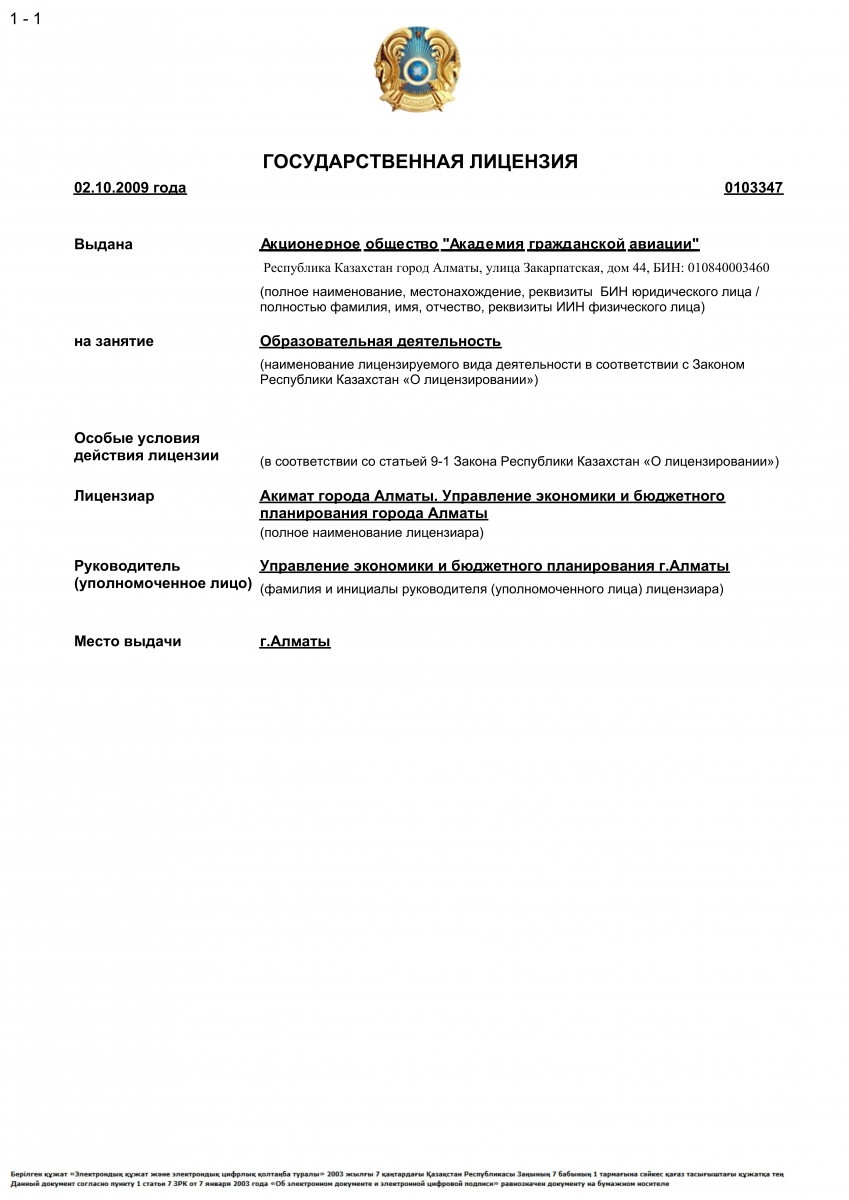 1 - 1
ГОСУДАРСТВЕННАЯ ЛИЦЕНЗИЯ
02.10.2009 года 0103347
Выдана Акционерное общество "Академия гражданской авиации"
Республика Казахстан город Алматы, улица Закарпатская, дом 44, БИН: 010840003460
(полное наименование, местонахождение, реквизиты БИН юридического лица /
полностью фамилия, имя, отчество, реквизиты ИИН физического лица)
на занятие Образовательная деятельность
(наименование лицензируемого вида деятельности в соответствии с Законом
Республики Казахстан «О лицензировании»)
Особые условия
действия лицензии (в соответствии со статьей 9-1 Закона Республики Казахстан «О лицензировании»)
Лицензиар Акимат города Алматы. Управление экономики и бюджетного
планирования города Алматы
(полное наименование лицензиара)
Руководитель Управление экономики и бюджетного планирования г.Алматы
(уполномоченное лицо) (фамилия и инициалы руководителя (уполномоченного лица) лицензиара)
Место выдачи г.Алматы
Берілген құжат «Электрондық құжат және электрондық цифрлық қолтаңба туралы» 2003 жылғы 7 қаңтардағы Қазақстан Республикасы Заңының 7 бабының 1 тармағына сәйкес қағаз тасығыштағы құжатқа тең
Данный документ согласно пункту 1 статьи 7 ЗРК от 7 января 2003 года «Об электронном документе и электронной цифровой подписи» равнозначен документу на бумажном носителе